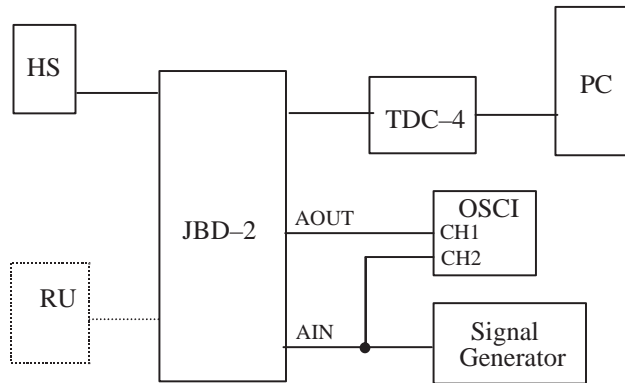 HS
PC
TDC–4
JBD–2
AOUT
OSCI
CH1
CH2
RU
AIN
Signal
Generator